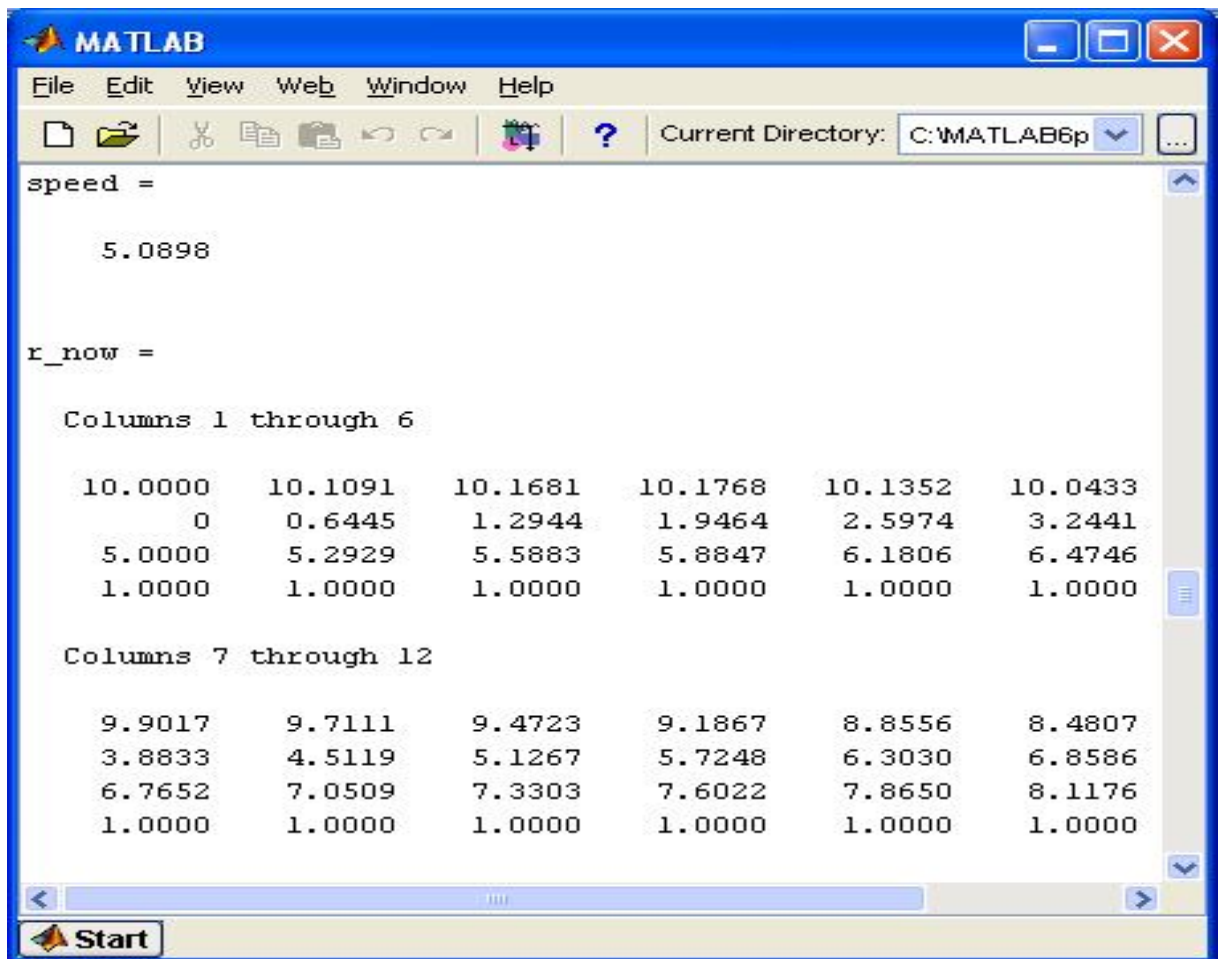 MATLAB
File Edit View Web Window Help
? Current Directory: C:\MATLAB6p ...
speed =
5.0898
r_now =
Columns 1 through 6
10.0000 10.1091 10.1681 10.1768 10.1352 10.0433
0 0.6445 1.2944 1.9464 2.5974 3.2441
5.0000 5.2929 5.5883 5.8847 6.1806 6.4746
1.0000 1.0000 1.0000 1.0000 1.0000 1.0000
Columns 7 through 12
9.9017 9.7111 9.4723 9.1867 8.8556 8.4807
3.8833 4.5119 5.1267 5.7248 6.3030 6.8586
6.7652 7.0509 7.3303 7.6022 7.8650 8.1176
1.0000 1.0000 1.0000 1.0000 1.0000 1.0000
Start